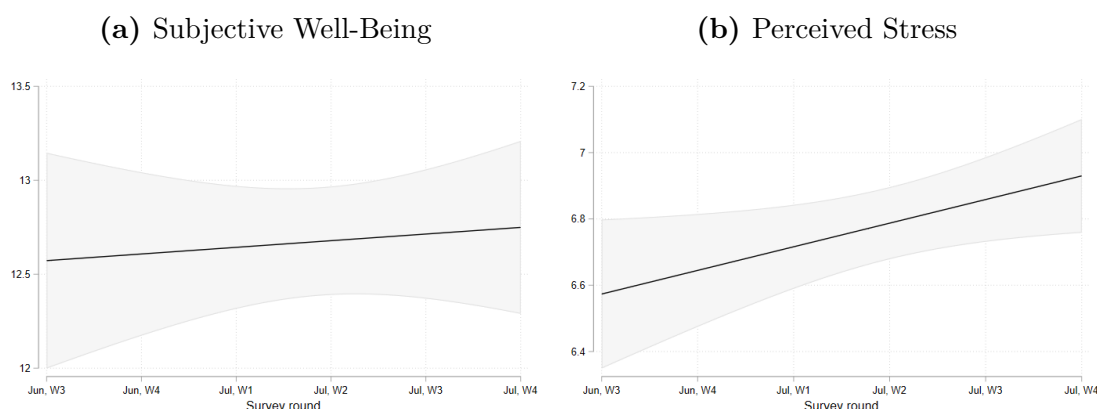 (a) Subjective Well-Being
13.5
13
12.5
12
Jun, W3 Jun, W4 Jul, W1 Jul, W2 Jul, W3 Jul, W4
Survey round
(b) Perceived Stress
7.2
7
6.8
6.6
6.4
Jun, W3 Jun, W4 Jul, W1 Jul, W2 Jul, W3 Jul, W4
Survey round